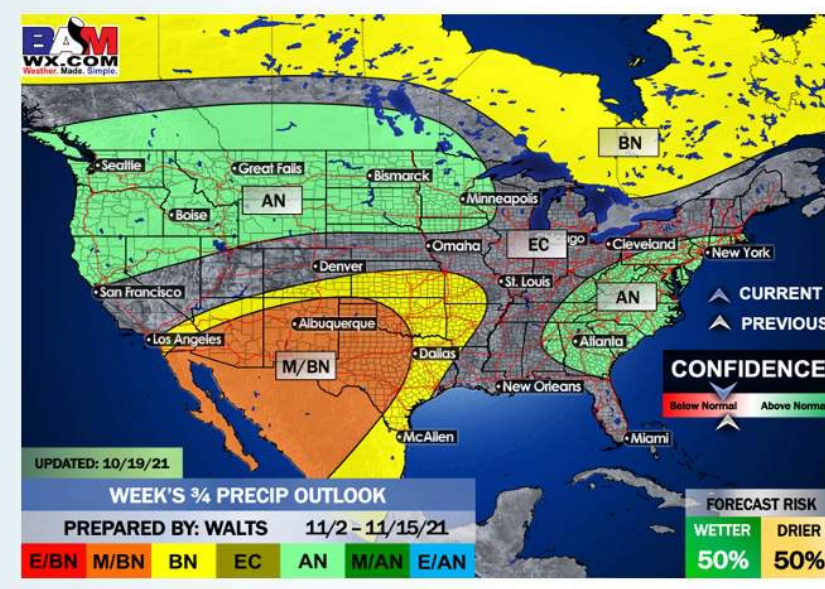 BAM
WX.COM
Weather. Made. Simple.
BN
Seattle
Great Falls
Bismarck
AN
Minneapolis
Boise
Omaha
EC
ago
Cleveland
New York
Denver
St. Louis
San Francisco
AN
CURRENT
PREVIOUS
Los Angeles
Albuquerque
Atlanta
M/BN
Dallas
CONFIDENCE
New Orleans
Below Normal Above Norma
McAllen
Miami
UPDATED: 10/19/21
WEEK'S ¾ PRECIP OUTLOOK
PREPARED BY: WALTS 11/2 – 11/15/21
E/BN M/BN BN EC AN M/AN E/AN
FORECAST RISK
WETTER DRIER
50% 50%